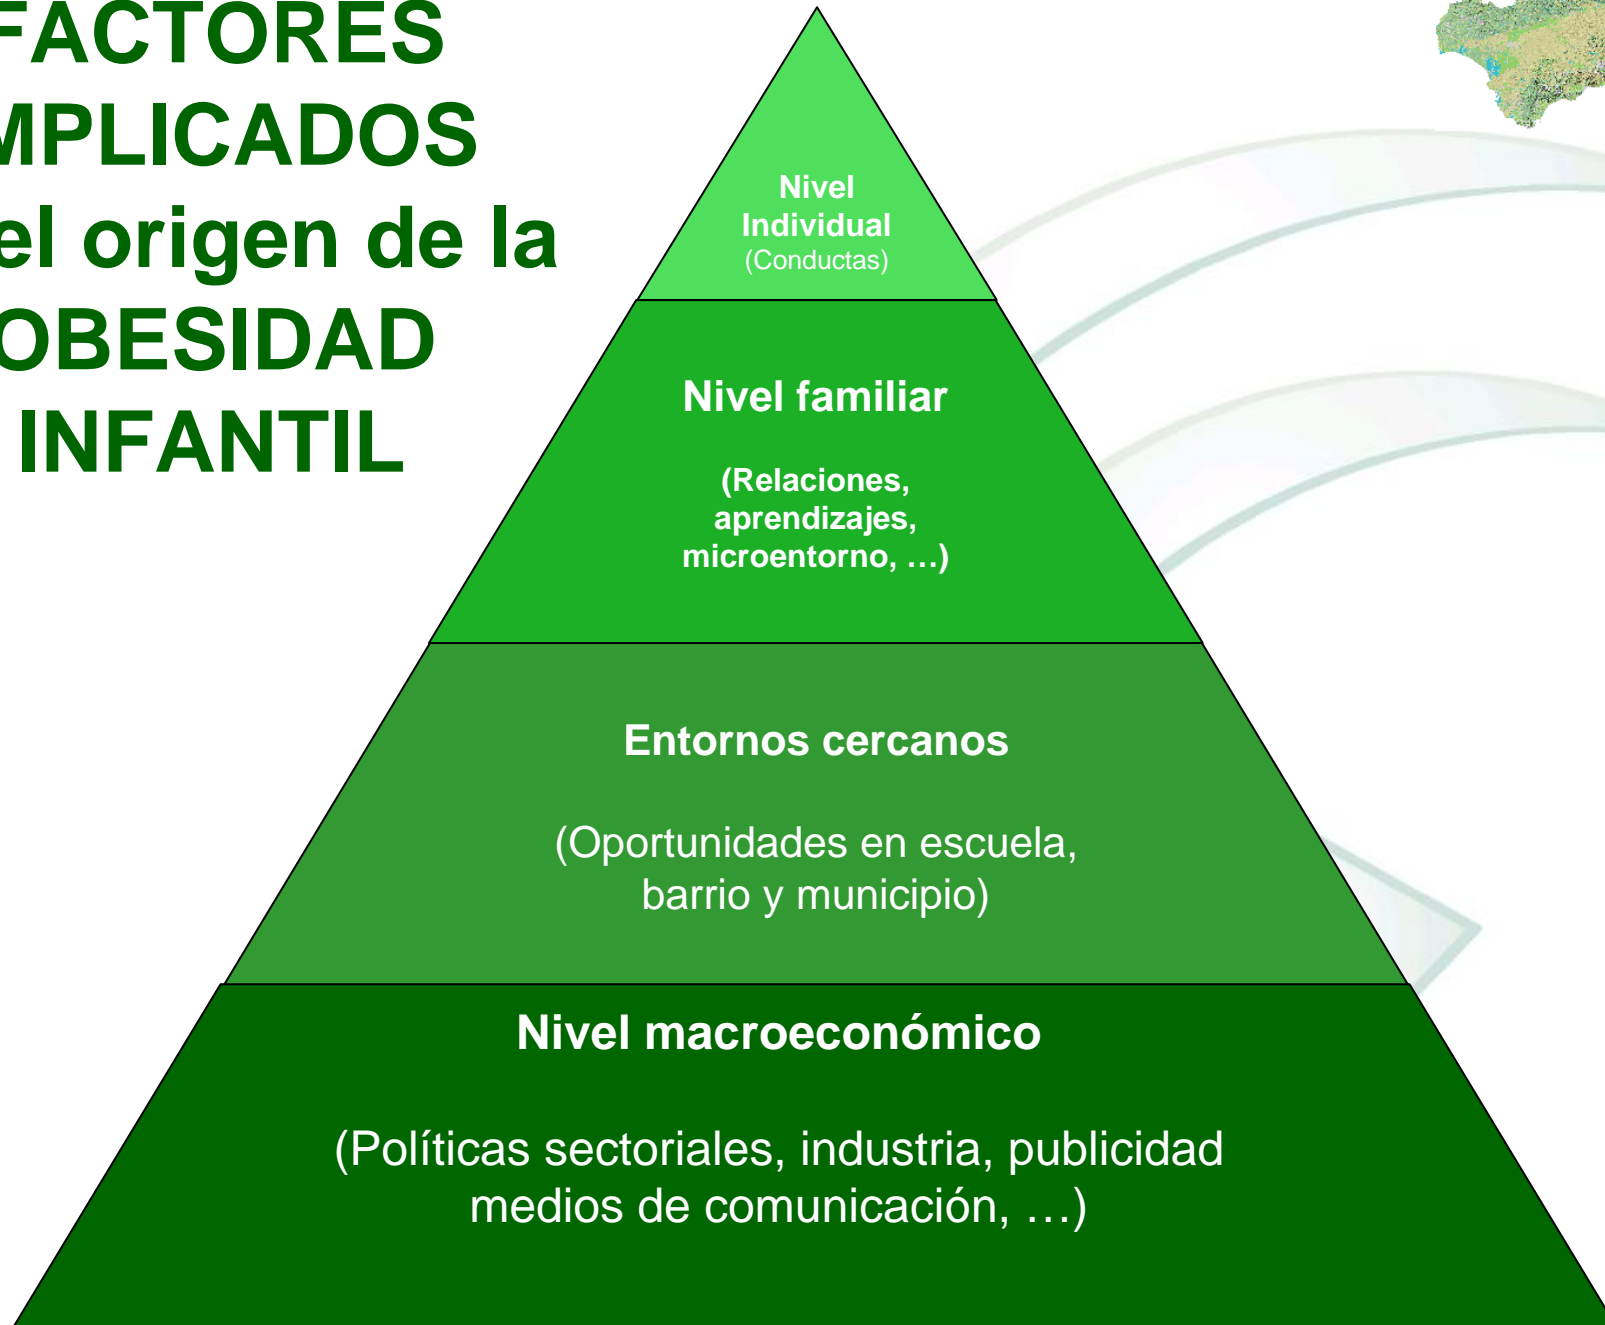 FACTORES
MPLICADOS
el origen de la
OBESIDAD
INFANTIL
Nivel
Individual
(Conductas)
Nivel familiar
(Relaciones,
aprendizajes,
microentorno, …)
Entornos cercanos
(Oportunidades en escuela,
barrio y municipio)
Nivel macroeconómico
(Políticas sectoriales, industria, publicidad
medios de comunicación, …)